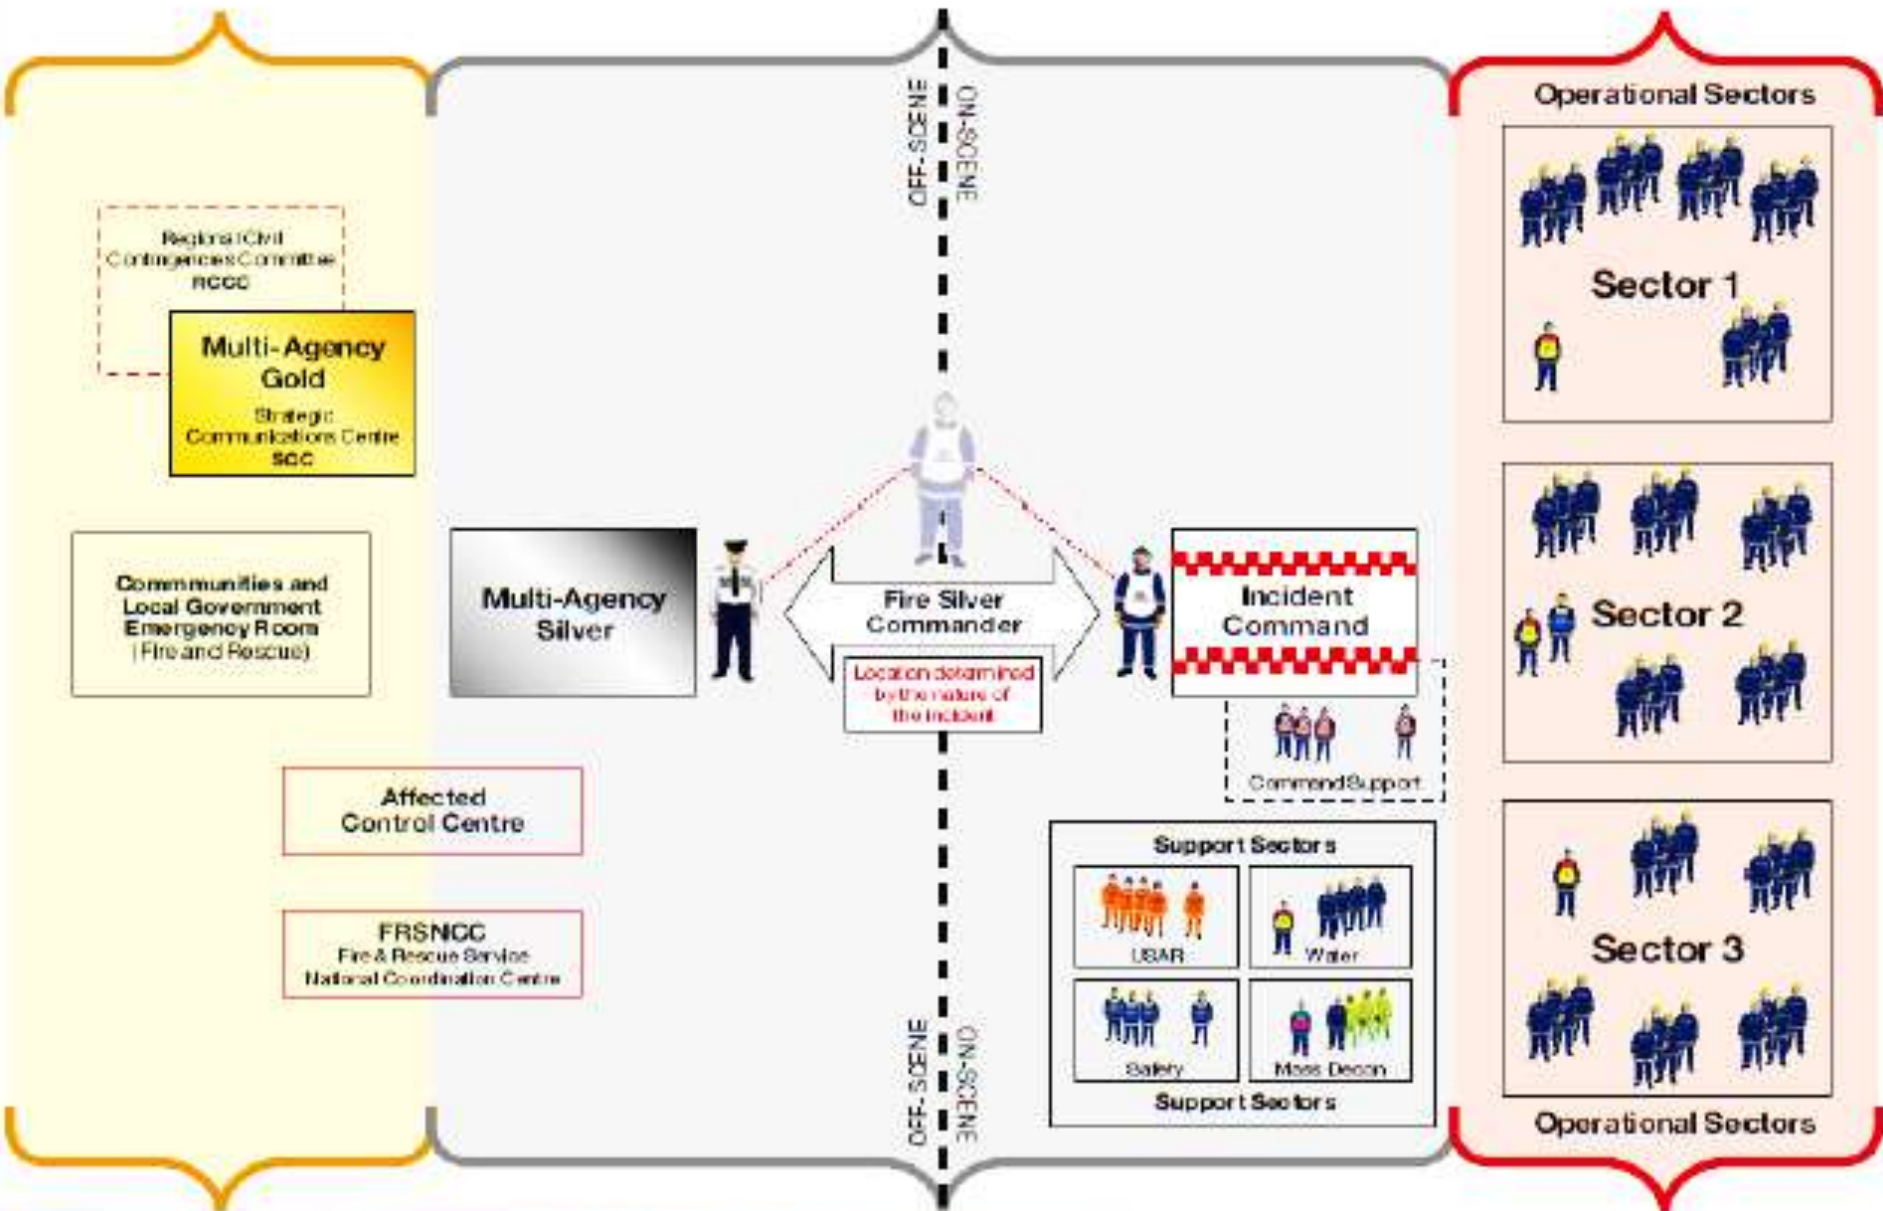 OFF-SCENE
ON-SCENE
Regional Civil
Contingencies Committee
RCCC
Multi-Agency
Gold
Strategic
Communications Centre
SCC
Commmunities and
Local Government
Emergency Room
(Fire and Rescue)
Multi-Agency
Silver
Fire Silver
Commander
Location determined
by the nature of
the incident
Incident
Command
Command Support
Affected
Control Centre
FRSNCC
Fire & Rescue Service
National Coordination Centre
Support Sectors
USAR
Water
Safety
Mass Decon
Support Sectors
OFF-SCENE
ON-SCENE
Operational Sectors
Sector 1
Sector 2
Sector 3
Operational Sectors